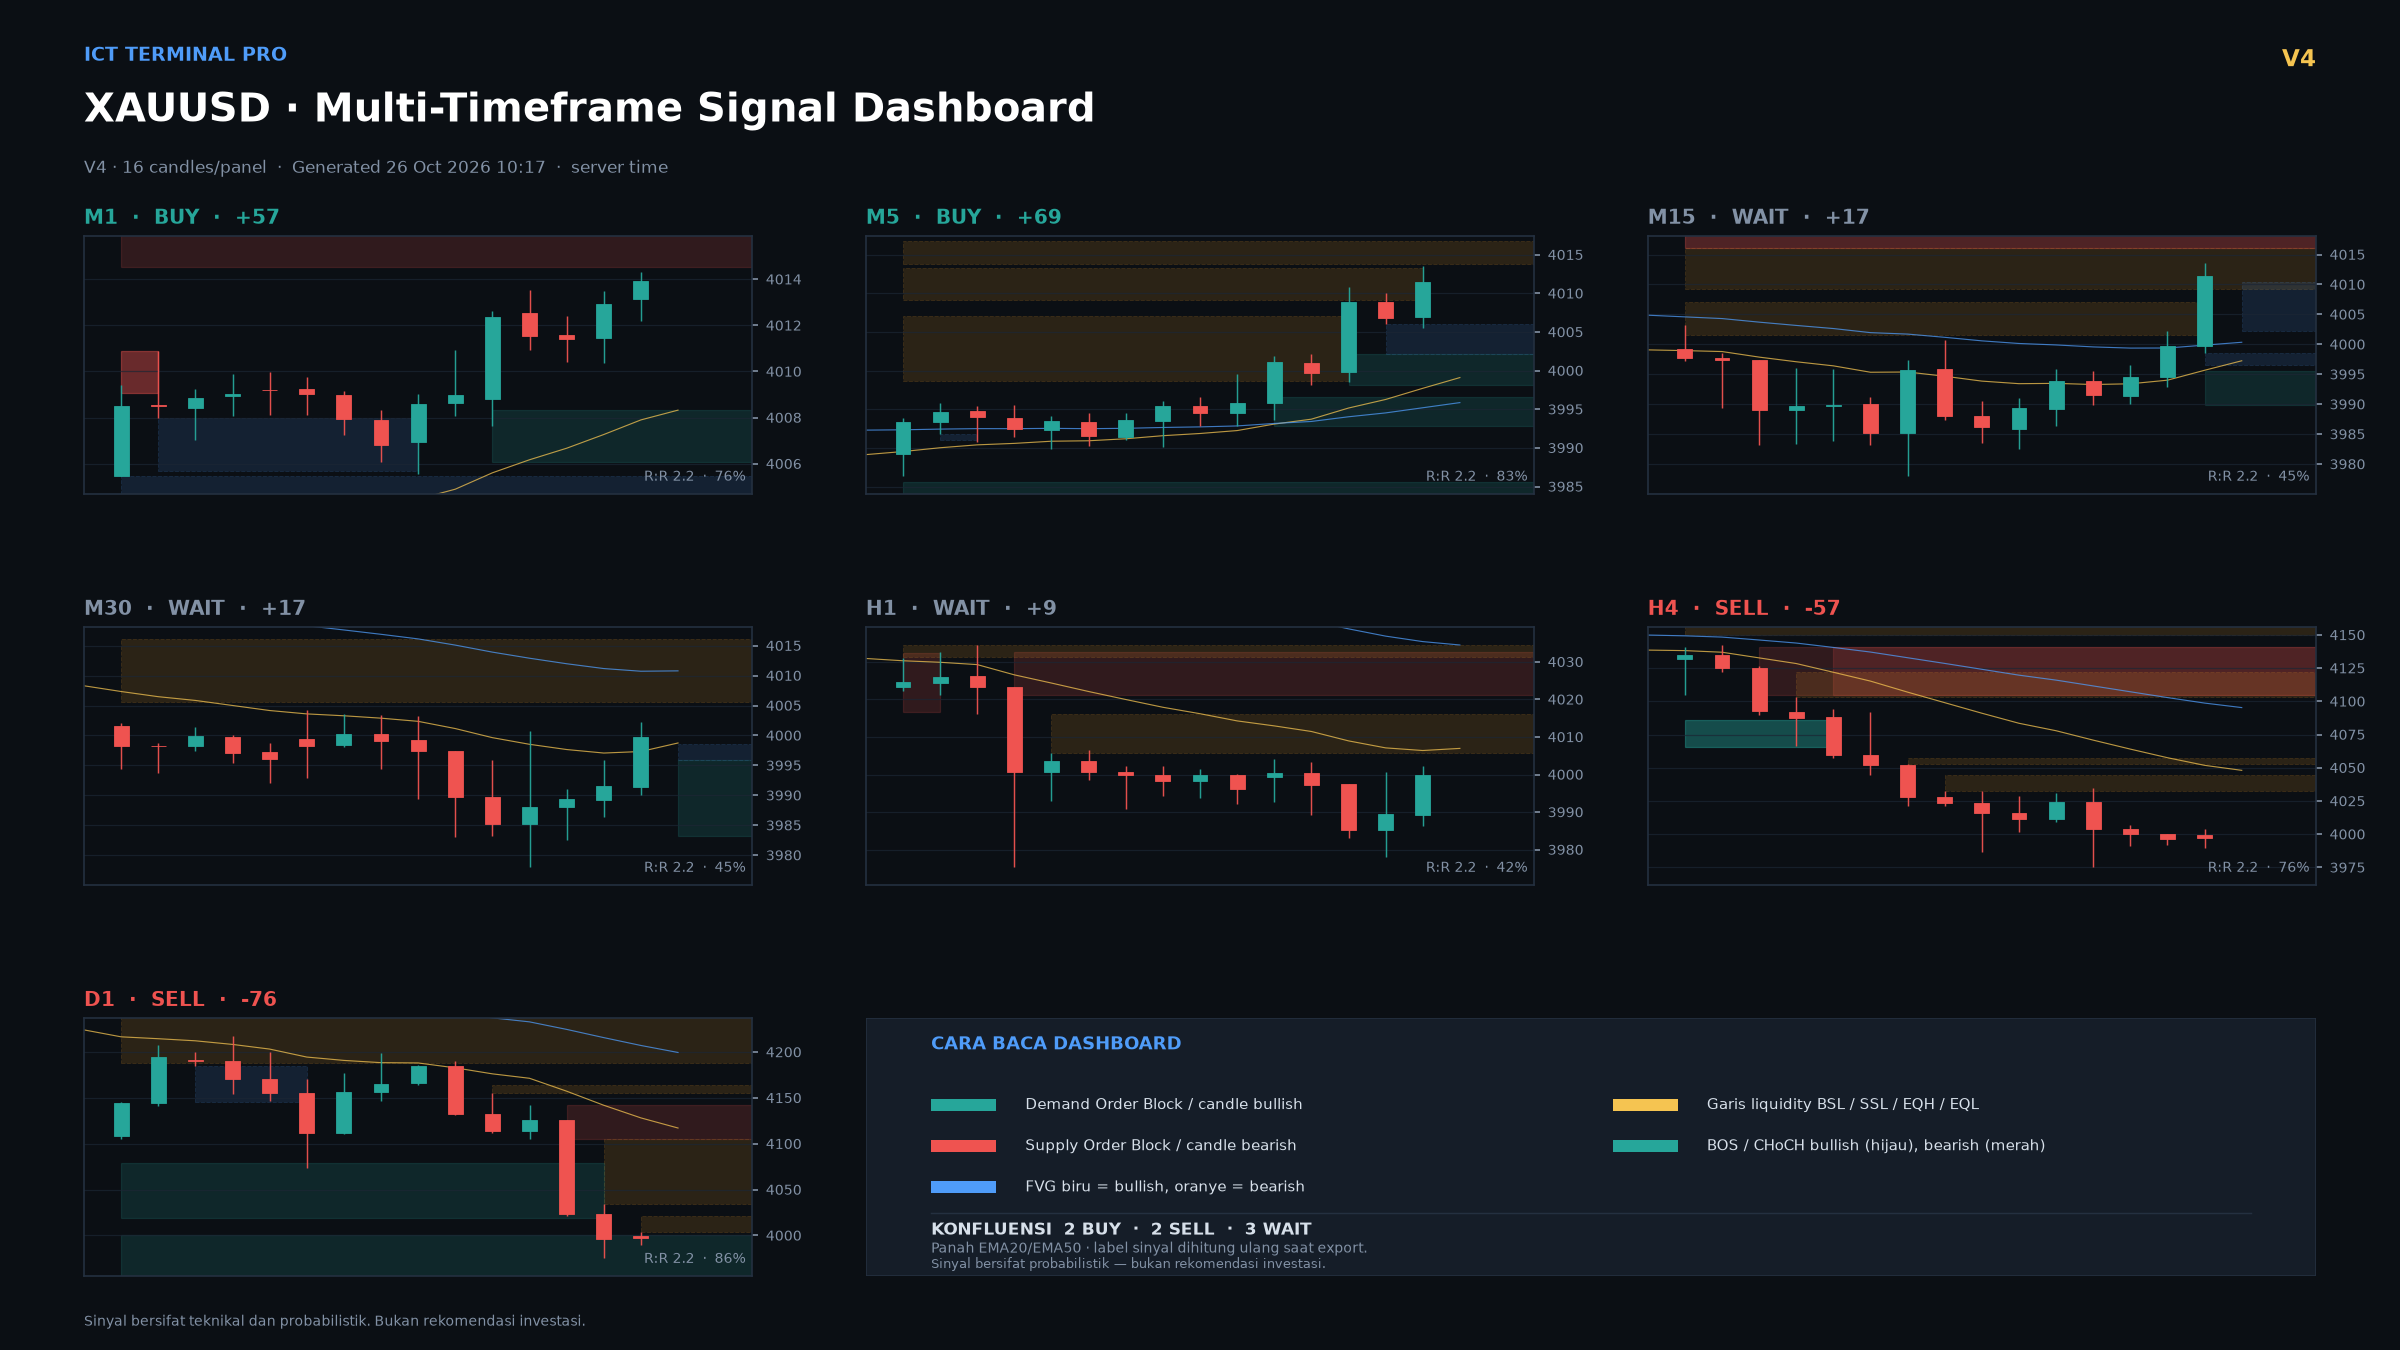 ICT TERMINAL PRO
V4
XAUUSD · Multi-Timeframe Signal Dashboard
V4 · 16 candles/panel · Generated 26 Oct 2026 10:17 · server time
M1 · BUY · +57
4014
4012
4010
4008
4006
R:R 2.2 · 76%
M5 · BUY · +69
4015
4010
4005
4000
3995
3990
3985
R:R 2.2 · 83%
M15 · WAIT · +17
4015
4010
4005
4000
3995
3990
3985
3980
R:R 2.2 · 45%
M30 · WAIT · +17
4015
4010
4005
4000
3995
3990
3985
3980
R:R 2.2 · 45%
H1 · WAIT · +9
4030
4020
4010
4000
3990
3980
R:R 2.2 · 42%
H4 · SELL · -57
4150
4125
4100
4075
4050
4025
4000
3975
R:R 2.2 · 76%
D1 · SELL · -76
4200
4150
4100
4050
4000
R:R 2.2 · 86%
CARA BACA DASHBOARD
Demand Order Block / candle bullish
Garis liquidity BSL / SSL / EQH / EQL
Supply Order Block / candle bearish
BOS / CHoCH bullish (hijau), bearish (merah)
FVG biru = bullish, oranye = bearish
KONFLUENSI 2 BUY · 2 SELL · 3 WAIT
Panah EMA20/EMA50 · label sinyal dihitung ulang saat export.
Sinyal bersifat probabilistik — bukan rekomendasi investasi.
Sinyal bersifat teknikal dan probabilistik. Bukan rekomendasi investasi.